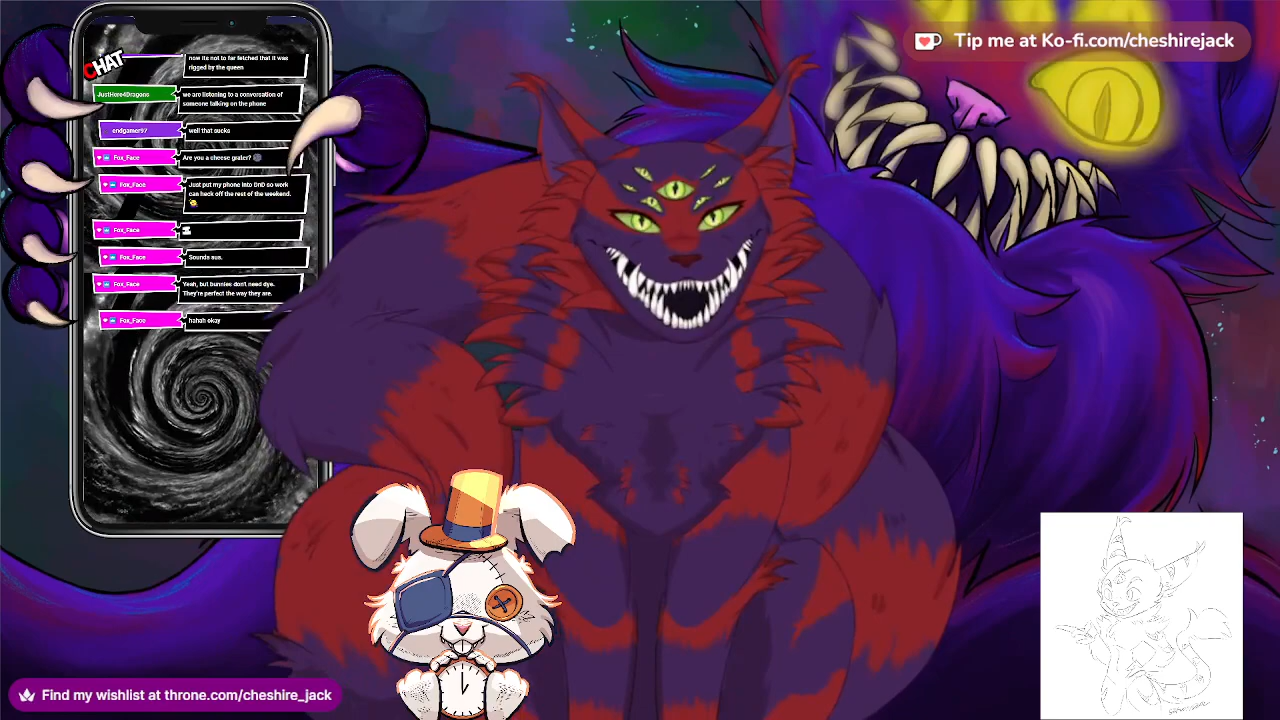 Tip me at Ko-fi.com/cheshirejack
CHAT
now its not to far fetched that it was
rigged by the queen
JustHere4Dragons
we are listening to a conversation of
someone talking on the phone
endgamer97
well that sucks
Fox_Face
Are you a cheese grater?
Fox_Face
Just put my phone into DnD so work
can heck off the rest of the weekend.
Fox_Face
Fox_Face
Sounds sus.
Fox_Face
Yeah, but bunnies don't need dye.
They're perfect the way they are.
Fox_Face
hahah okay
Find my wishlist at throne.com/cheshire_jack